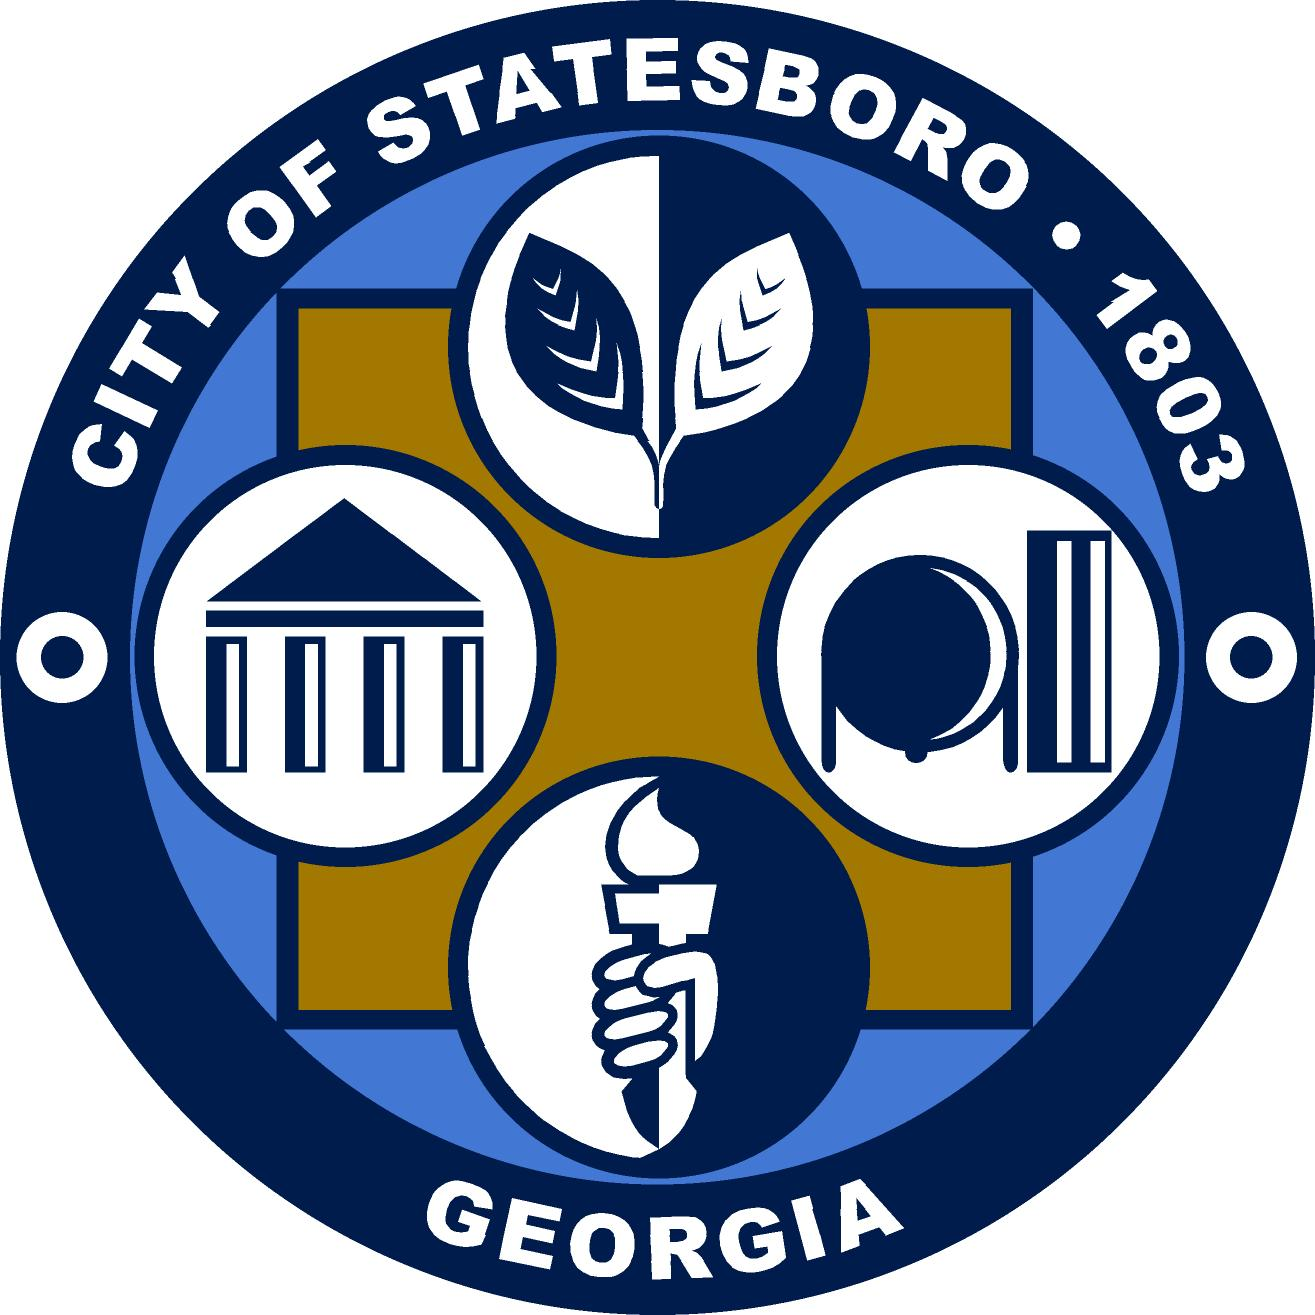 CITY OF STATESBORO • 1803
GEORGIA